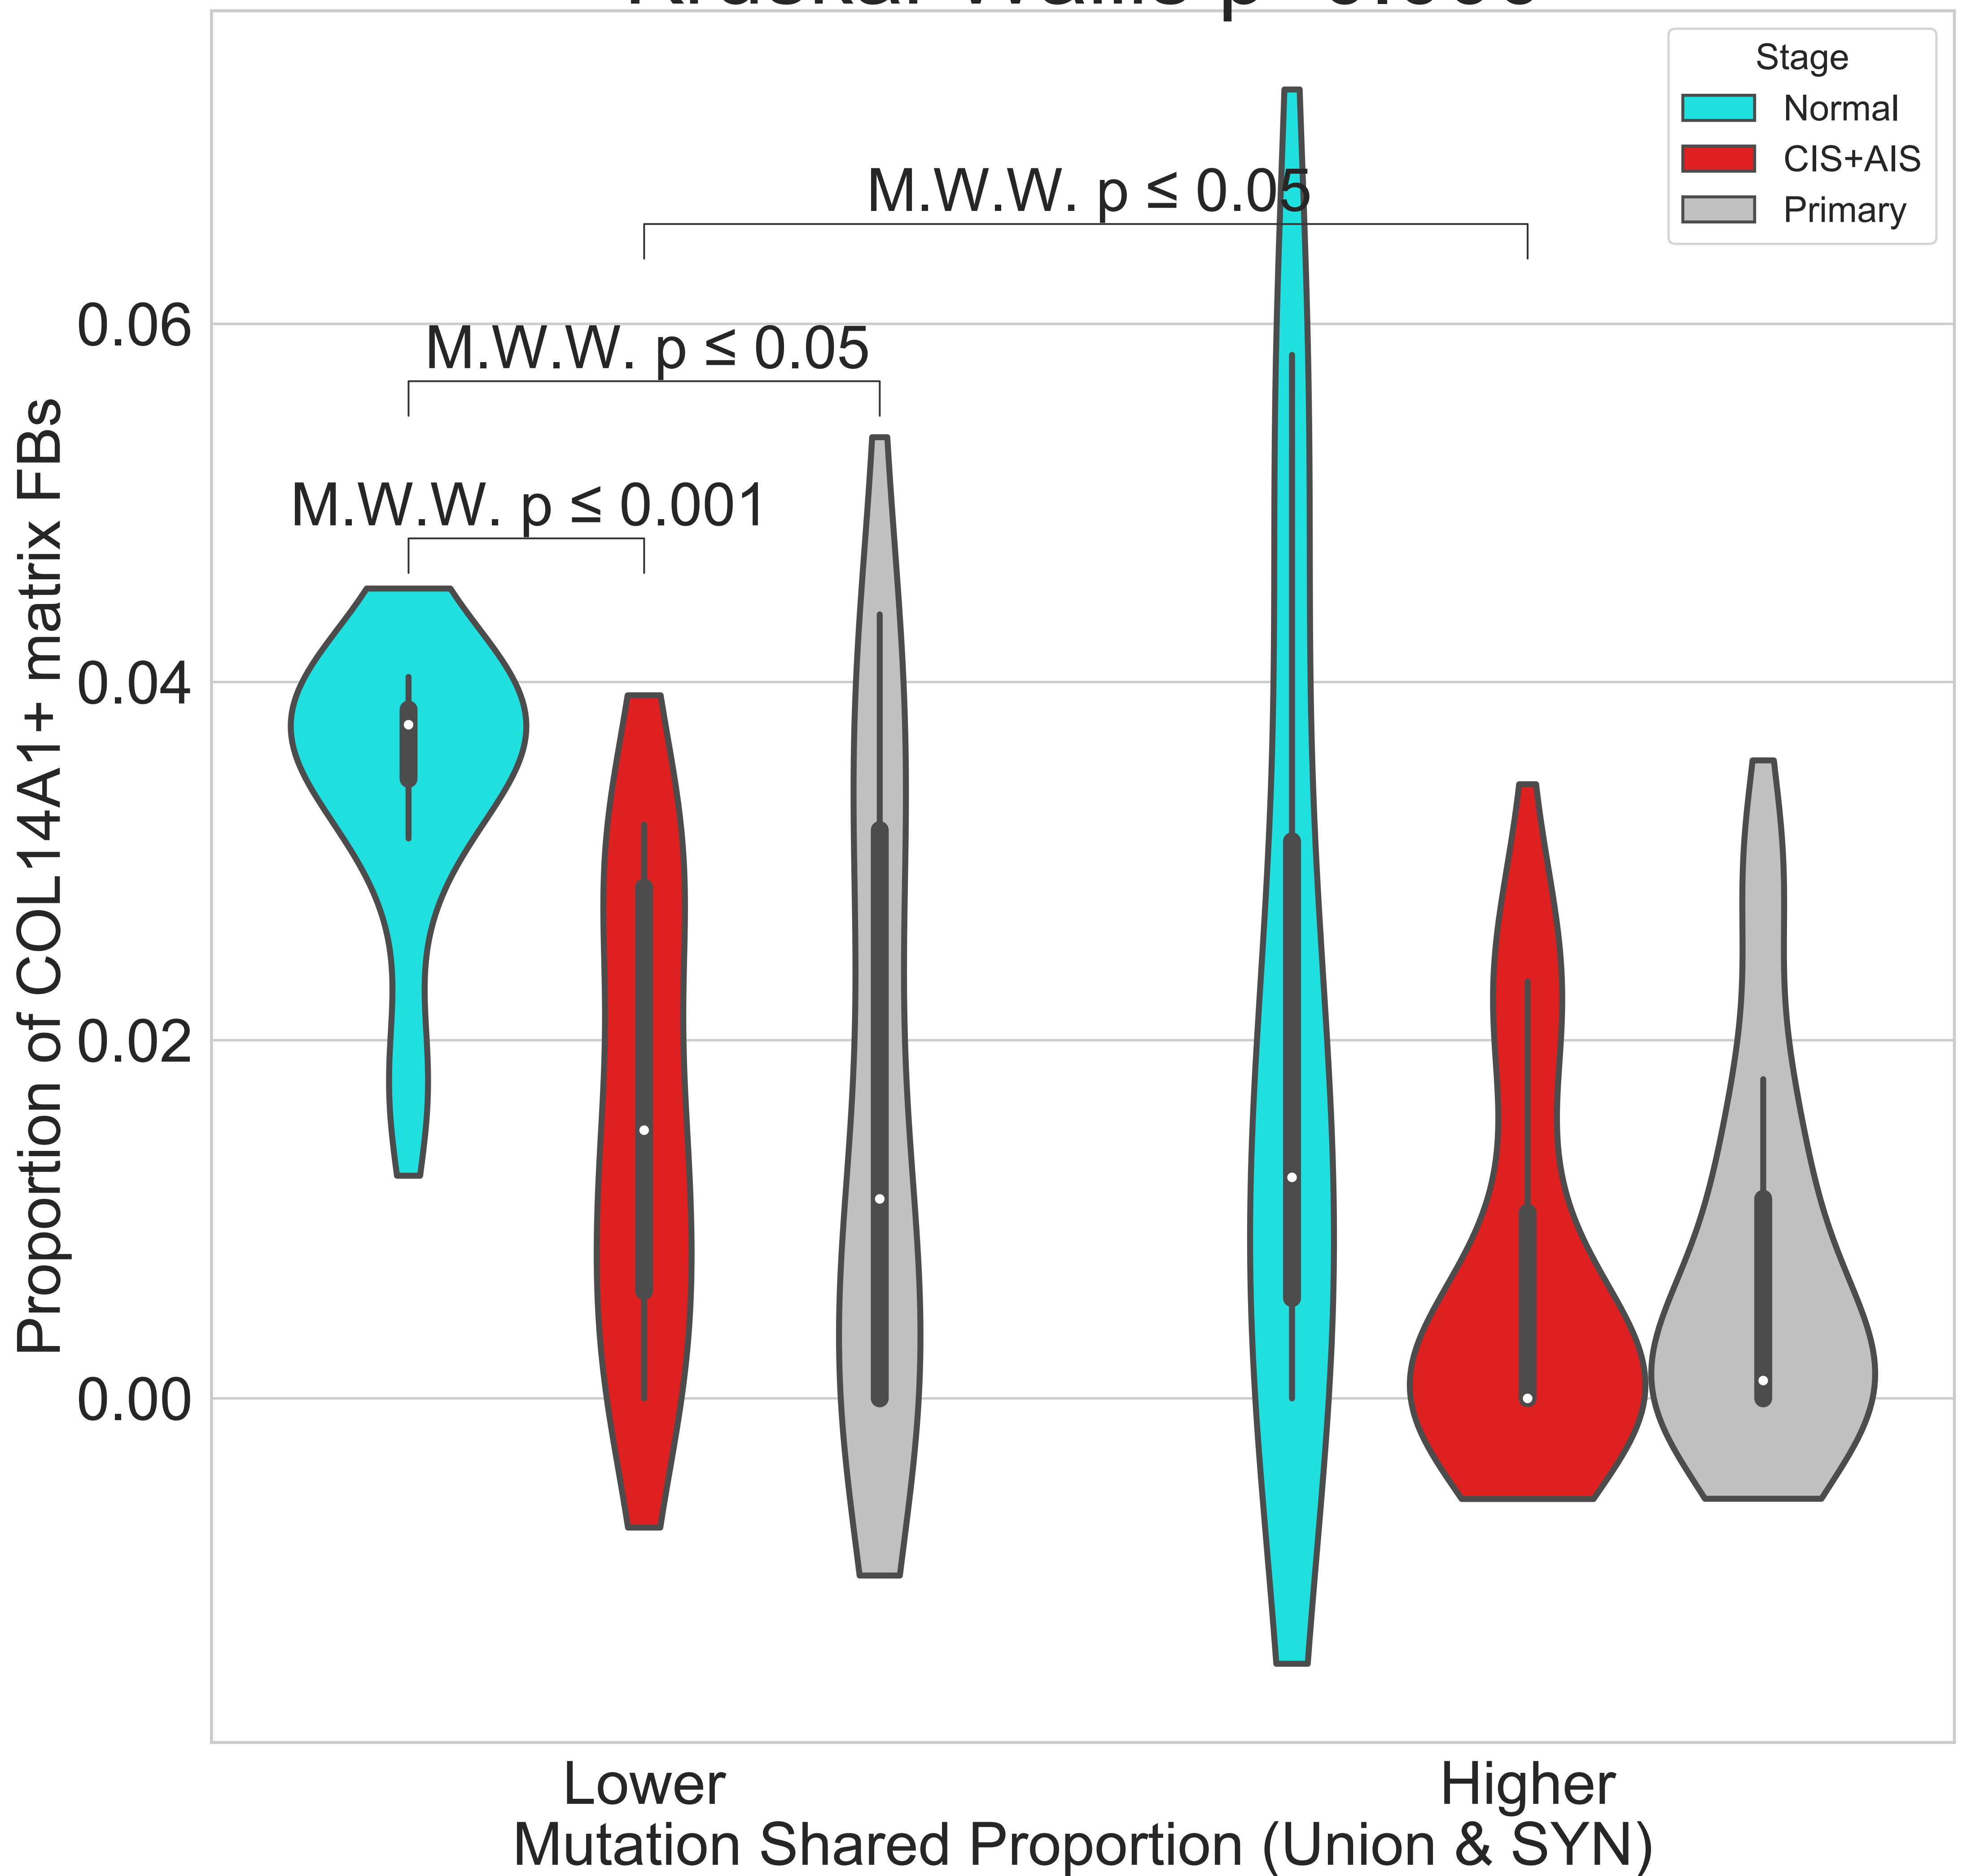 Stage
Normal
CIS+AIS
Primary
M.W.W. p ≤ 0.05
M.W.W. p ≤ 0.05
M.W.W. p ≤ 0.001
0.06
0.04
0.02
0.00
Proportion of COL14A1+ matrix FBs
Lower
Higher
Mutation Shared Proportion (Union & SYN)